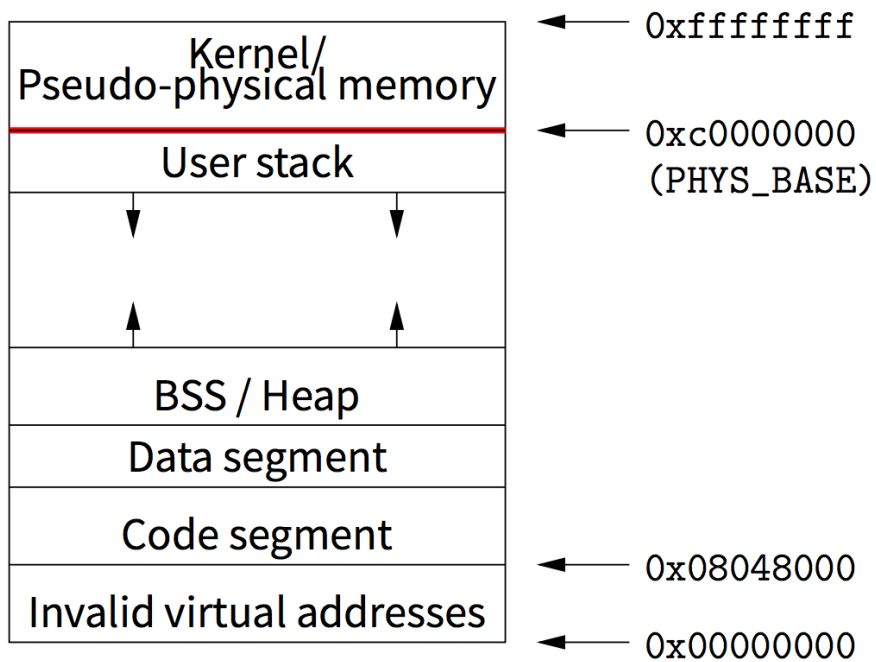 Kernel/
Pseudo-physical memory
0xffffffff
0xc0000000
(PHYS_BASE)
User stack
BSS / Heap
Data segment
Code segment
0x08048000
Invalid virtual addresses
0x00000000